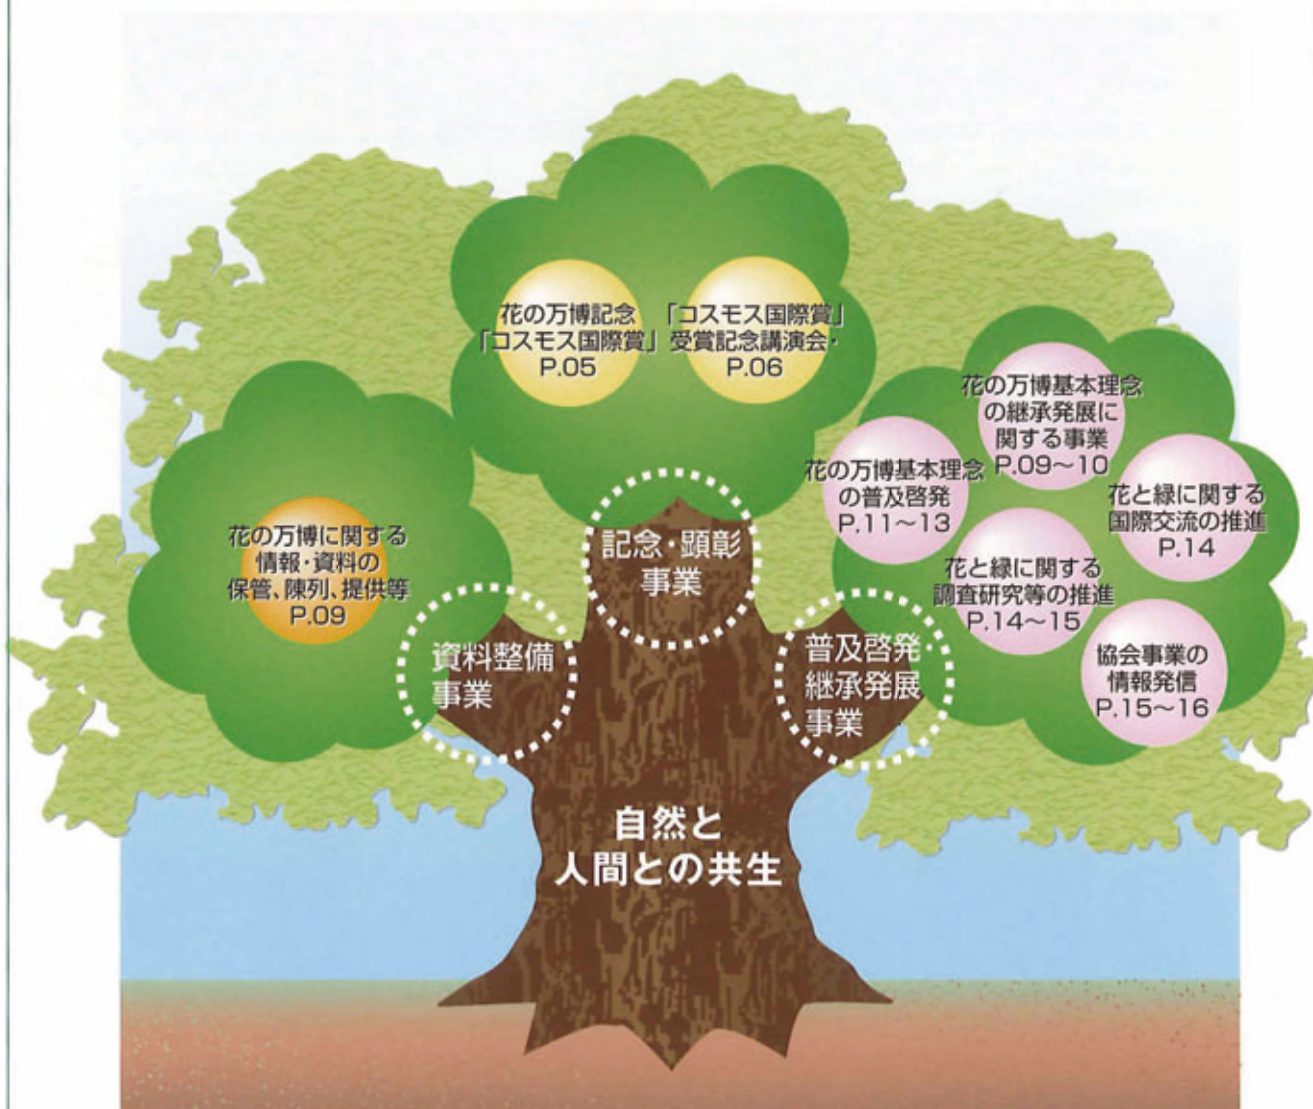 花の万博記念
「コスモス国際賞」
P.05
「コスモス国際賞」
受賞記念講演会・
P.06
花の万博基本理念
の継承発展に
関する事業
P.09〜10
花の万博基本理念
の普及啓発
P.11〜13
花と緑に関する
国際交流の推進
P.14
花と緑に関する
調査研究等の推進
P.14〜15
協会事業の
情報発信
P.15〜16
花の万博に関する
情報・資料の
保管、陳列、提供等
P.09
記念・顕彰
事業
資料整備
事業
普及啓発・
継承発展
事業
自然と
人間との共生